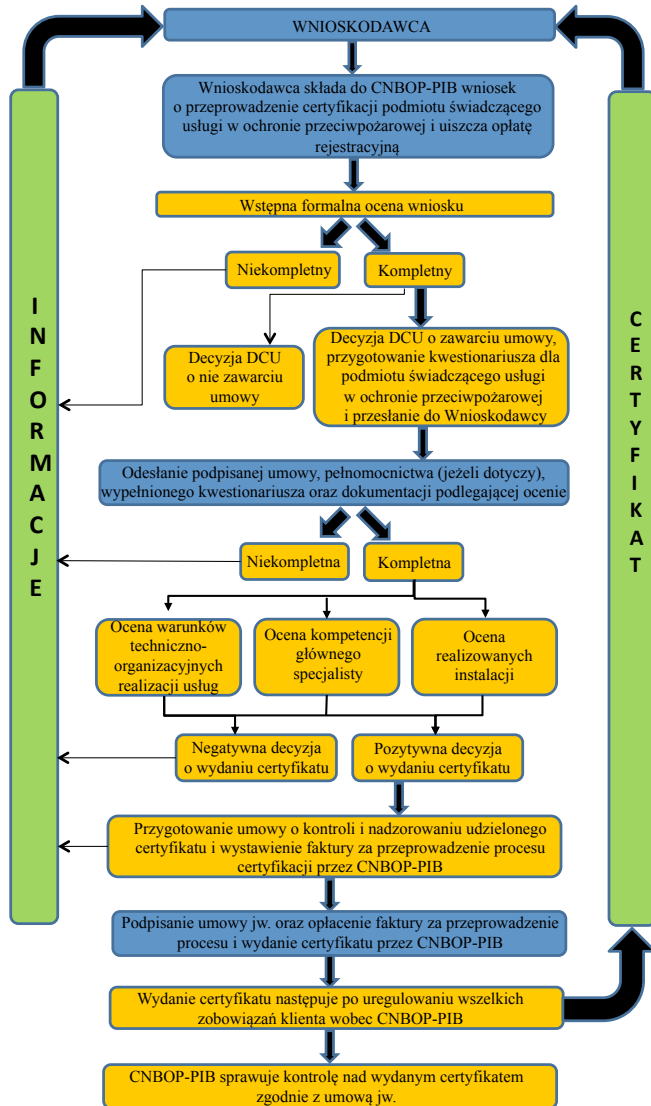 WNIOSKODAWCA
Wnioskodawca składa do CNBOP-PIB wniosek
o przeprowadzenie certyfikacji podmiotu świadczącego
usługi w ochronie przeciwpożarowej i uiszcza opłatę
rejestracyjną
Wstępna formalna ocena wniosku
Niekompletny
Kompletny
Decyzja DCU
o nie zawarciu
umowy
Decyzja DCU o zawarciu umowy,
przygotowanie kwestionariusza dla
podmiotu świadczącego usługi
w ochronie przeciwpożarowej
i przesłanie do Wnioskodawcy
Odesłanie podpisanej umowy, pełnomocnictwa (jeżeli dotyczy),
wypełnionego kwestionariusza oraz dokumentacji podlegającej ocenie
Niekompletna
Kompletna
Ocena warunków
techniczno-
organizacyjnych
realizacji usług
Ocena kompetencji
głównego
specjalisty
Ocena
realizowanych
instalacji
Negatywna decyzja
o wydaniu certyfikatu
Pozytywna decyzja
o wydaniu certyfikatu
Przygotowanie umowy o kontroli i nadzorowaniu udzielonego
certyfikatu i wystawienie faktury za przeprowadzenie procesu
certyfikacji przez CNBOP-PIB
Podpisanie umowy jw. oraz opłacenie faktury za przeprowadzenie
procesu i wydanie certyfikatu przez CNBOP-PIB
Wydanie certyfikatu następuje po uregulowaniu wszelkich
zobowiązań klienta wobec CNBOP-PIB
CNBOP-PIB sprawuje kontrolę nad wydanym certyfikatem
zgodnie z umową jw.
INFORMACJE
CERTYFIKAT